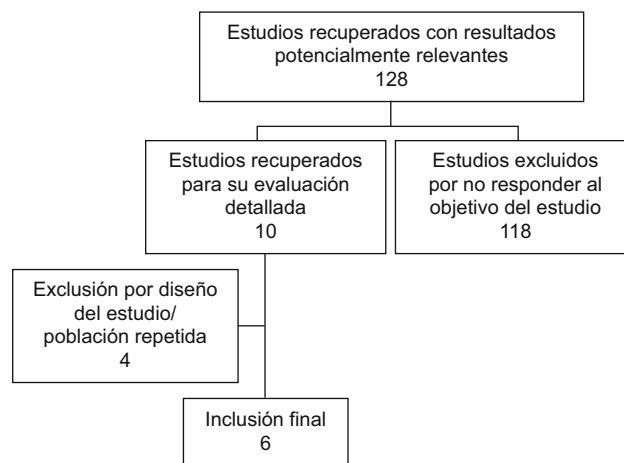 Estudios recuperados con resultados
potencialmente relevantes
128
Estudios recuperados
para su evaluación
detallada
10
Estudios excluidos
por no responder al
objetivo del estudio
118
Exclusión por diseño
del estudio/
población repetida
4
Inclusión final
6